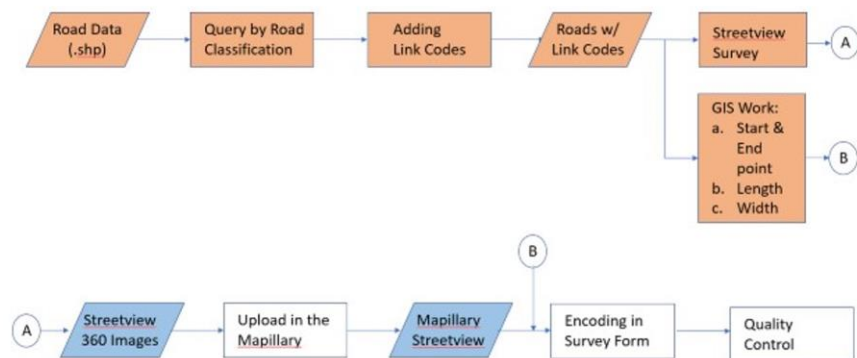 Road Data
(.shp)
Query by Road
Classification
Adding
Link Codes
Roads w/
Link Codes
Streetview
Survey
A
GIS Work:
a. Start &
End
point
b. Length
c. Width
B
B
A
Streetview
360 Images
Upload in the
Mapillary
Mapillary
Streetview
Encoding in
Survey Form
Quality
Control